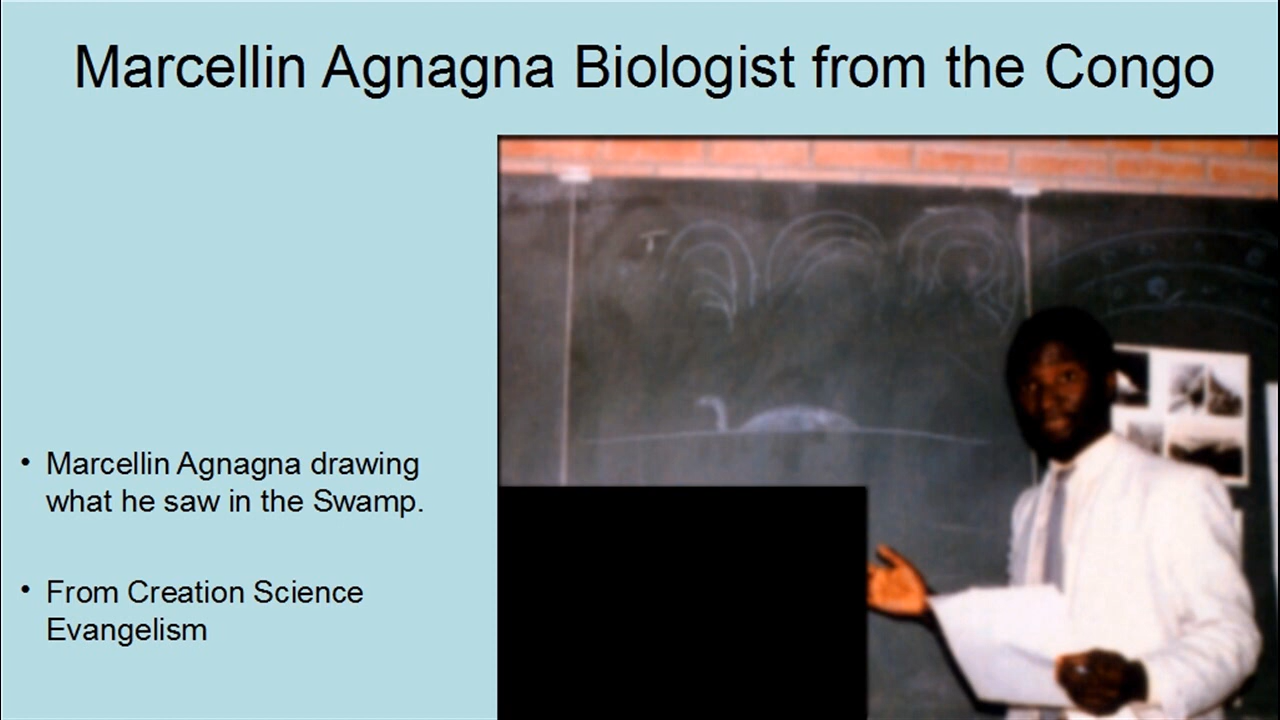 Marcellin Agnagna Biologist from the Congo
• Marcellin Agnagna drawing
what he saw in the Swamp.
• From Creation Science
Evangelism